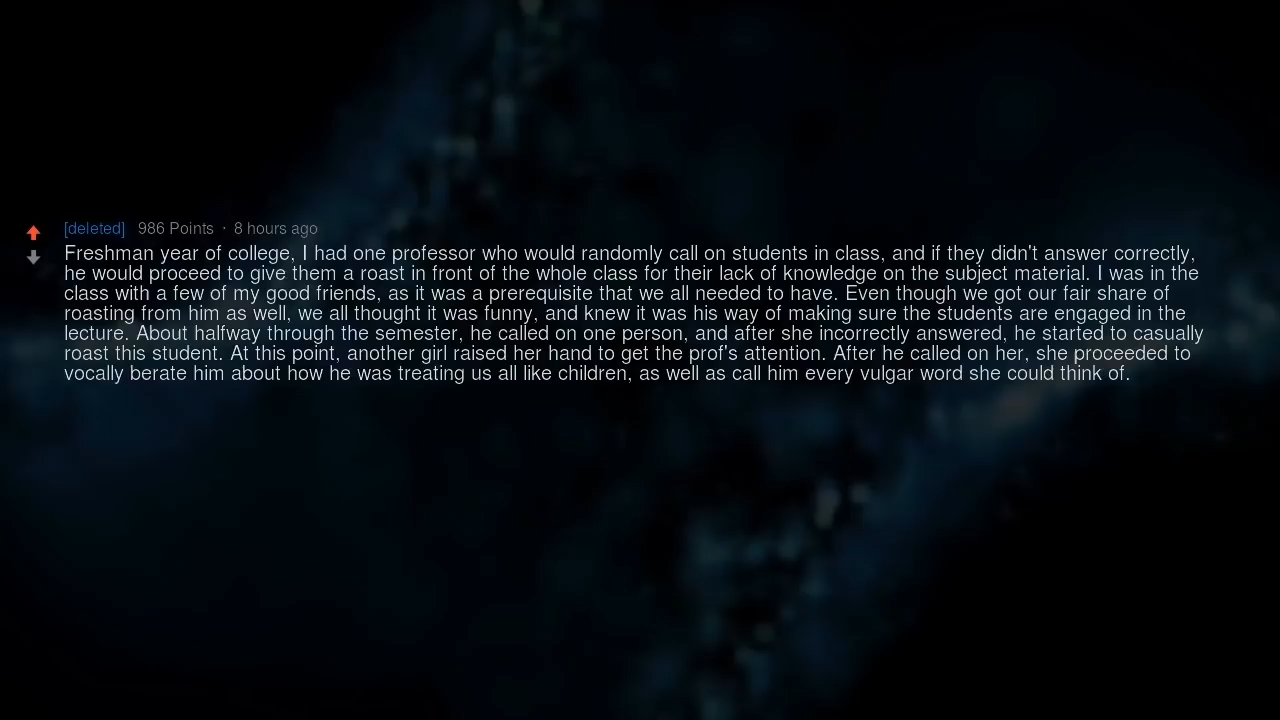 [deleted] 986 Points · 8 hours ago
Freshman year of college, I had one professor who would randomly call on students in class, and if they didn't answer correctly,
he would proceed to give them a roast in front of the whole class for their lack of knowledge on the subject material. I was in the
class with a few of my good friends, as it was a prerequisite that we all needed to have. Even though we got our fair share of
roasting from him as well, we all thought it was funny, and knew it was his way of making sure the students are engaged in the
lecture. About halfway through the semester, he called on one person, and after she incorrectly answered, he started to casually
roast this student. At this point, another girl raised her hand to get the prof's attention. After he called on her, she proceeded to
vocally berate him about how he was treating us all like children, as well as call him every vulgar word she could think of.